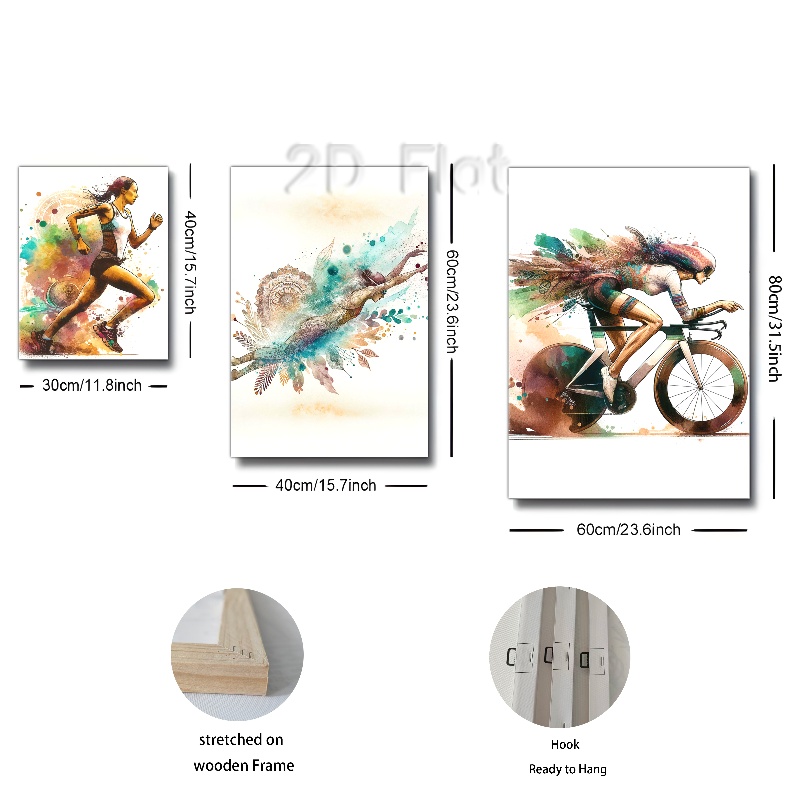 2D Flat
40cm/15.7inch
60cm/23.6inch
80cm/31.5inch
30cm/11.8inch
40cm/15.7inch
60cm/23.6inch
stretched on
wooden Frame
Hook
Ready to Hang